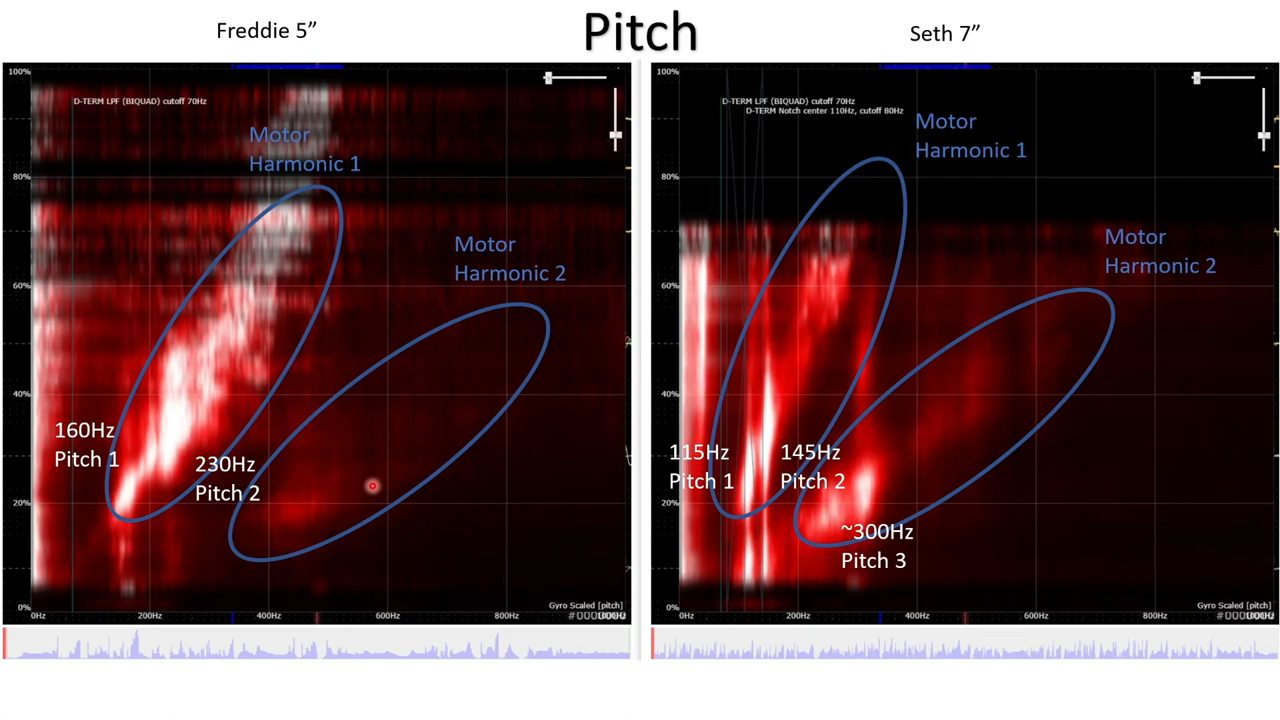 Pitch
Freddie 5”
Seth 7”
100%
D-TERM LPF (BIQUAD) cutoff 70Hz
Motor
Harmonic 1
80%
Motor
Harmonic 2
60%
40%
160Hz
Pitch 1
230Hz
Pitch 2
20%
0%
Gyro Scaled [pitch]
0Hz
200Hz
400Hz
600Hz
800Hz
100%
D-TERM LPF (BIQUAD) cutoff 70Hz
D-TERM Notch center 110Hz, cutoff 80Hz
Motor
Harmonic 1
80%
Motor
Harmonic 2
60%
40%
115Hz
Pitch 1
145Hz
Pitch 2
20%
~300Hz
Pitch 3
0%
Gyro Scaled [pitch]
0Hz
200Hz
400Hz
600Hz
800Hz